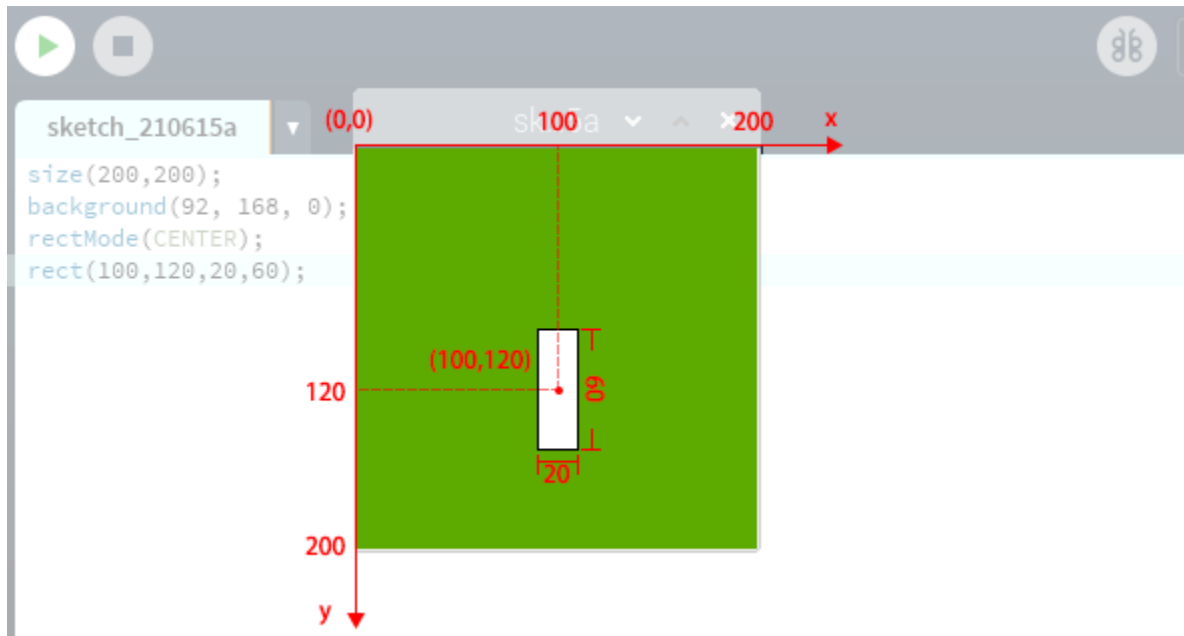 sketch_210615a
(0,0)
100
200
x
size(200,200);
background(92, 168, 0);
rectMode(CENTER);
rect(100,120,20,60);
(100,120)
120
60
20
200
y